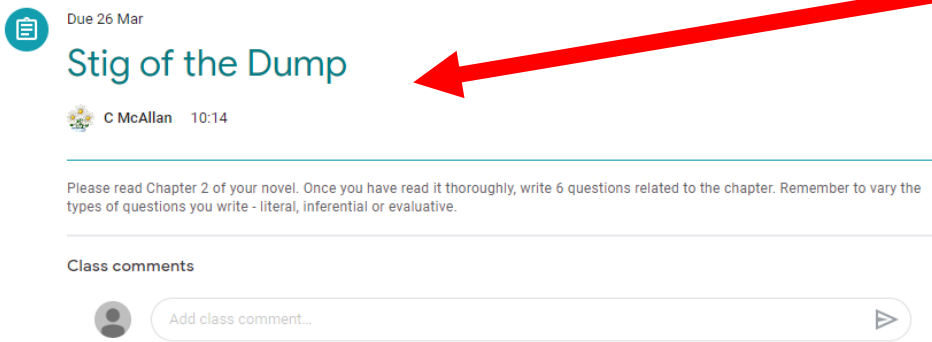 Due 26 Mar
Stig of the Dump
C McAllan 10:14
Please read Chapter 2 of your novel. Once you have read it thoroughly, write 6 questions related to the chapter. Remember to vary the
types of questions you write - literal, inferential or evaluative.
Class comments
Add class comment...